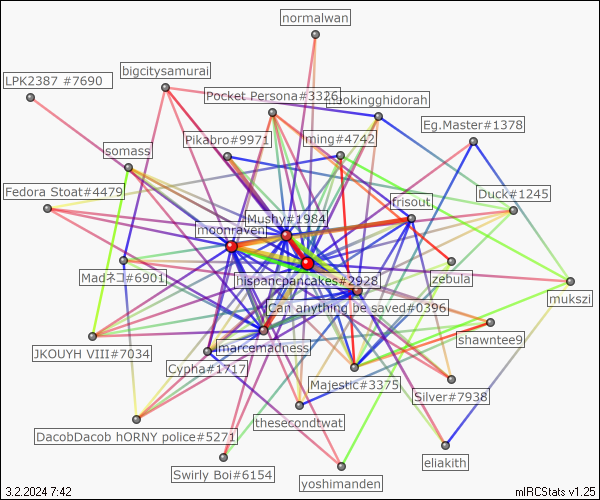 normalwan
bigcitysamurai
LPK2387 #7690
Pocket Persona#3326
ookingghidorah
Eg.Master#1378
Pikabro#9971
ming#4742
somass
Fedora Stoat#4479
Duck#1245
frisout
Mushy#1984
moonraven
Madネコ#6901
hispancpancakes#2928
zebula
mukszi
Can anything be saved#0396
shawntee9
JKOUYH VIII#7034
marcemadness
Cypha#1717
Majestic#3375
Silver#7938
thesecondtwat
DacobDacob hORNY police#5271
eliakith
Swirly Boi#6154
yoshimanden
3.2.2024 7:42
mIRCStats v1.25